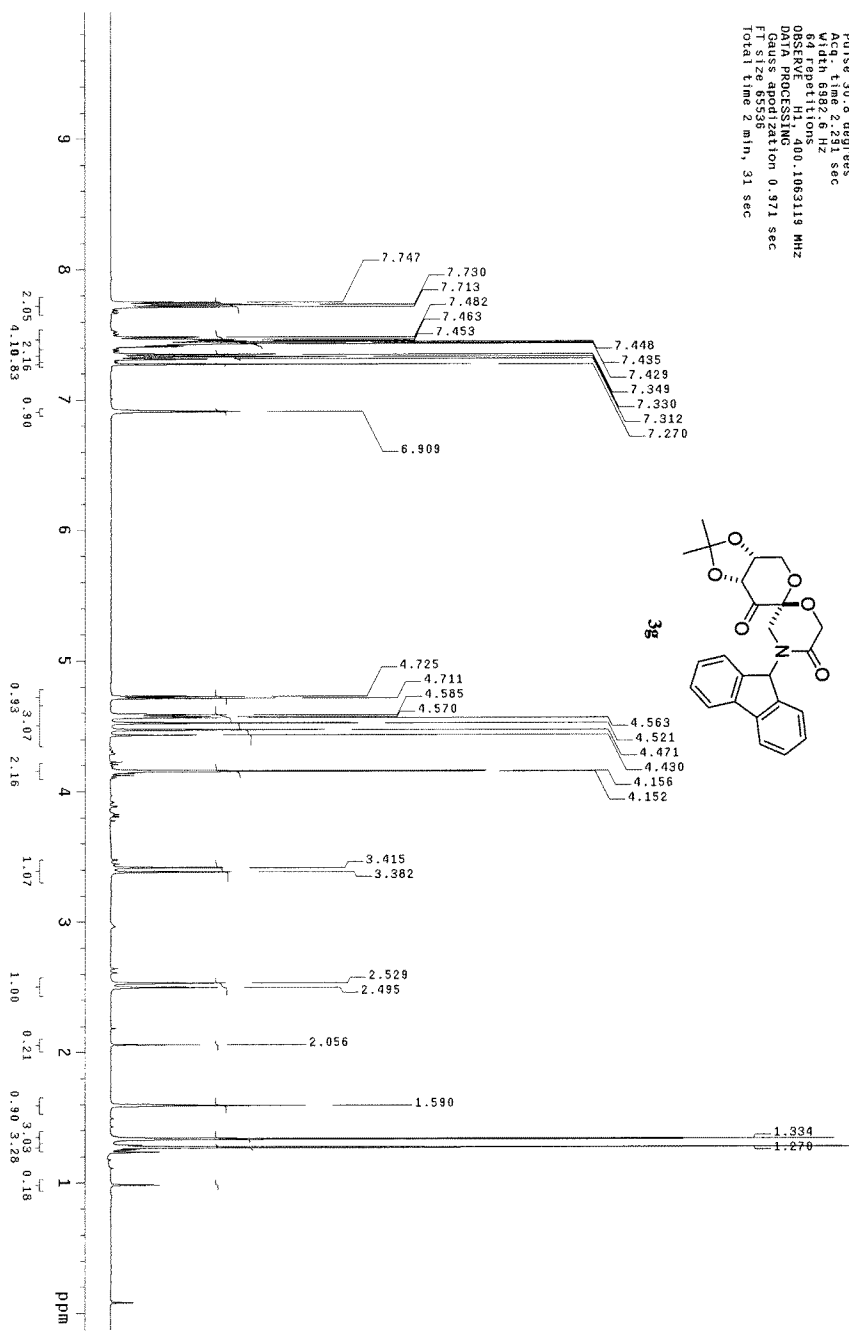 Pulse 30.8 degrees
Acq. time 2.291 sec
Width 6982.6 Hz
64 repetitions
OBSERVE H1, 400.1063119 MHz
DATA PROCESSING
Gauss apodization 0.971 sec
FT size 65536
Total time 2 min, 31 sec
7.747
7.730
7.713
7.482
7.463
7.453
7.448
7.435
7.429
7.349
7.330
7.312
7.270
6.909
4.725
4.711
4.585
4.570
4.563
4.521
4.471
4.430
4.156
4.152
3.415
3.382
2.529
2.495
2.056
1.590
1.334
1.270
O
O
O
O
O
N
O
3g
9 8 7 6 5 4 3 2 1 ppm
2.05
4.10
2.16
0.83
0.90
0.93
3.07
2.16
1.07
1.00
0.21
0.90
3.03
3.28
0.18